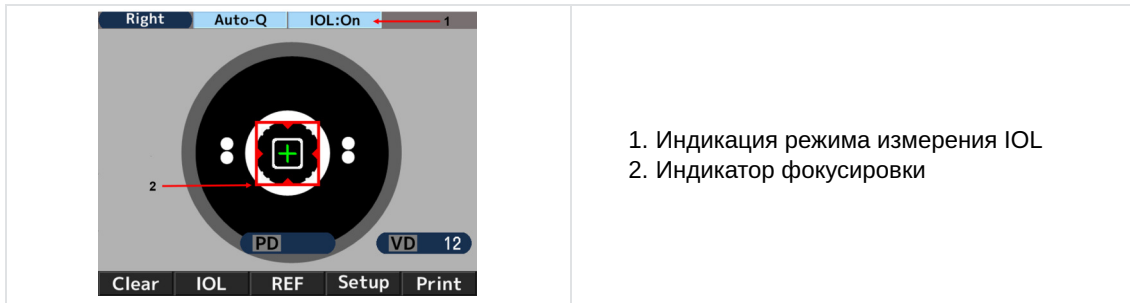 Right Auto-Q IOL:On 1
2
PD VD 12
Clear IOL REF Setup Print
1. Индикация режима измерения IOL
2. Индикатор фокусировки